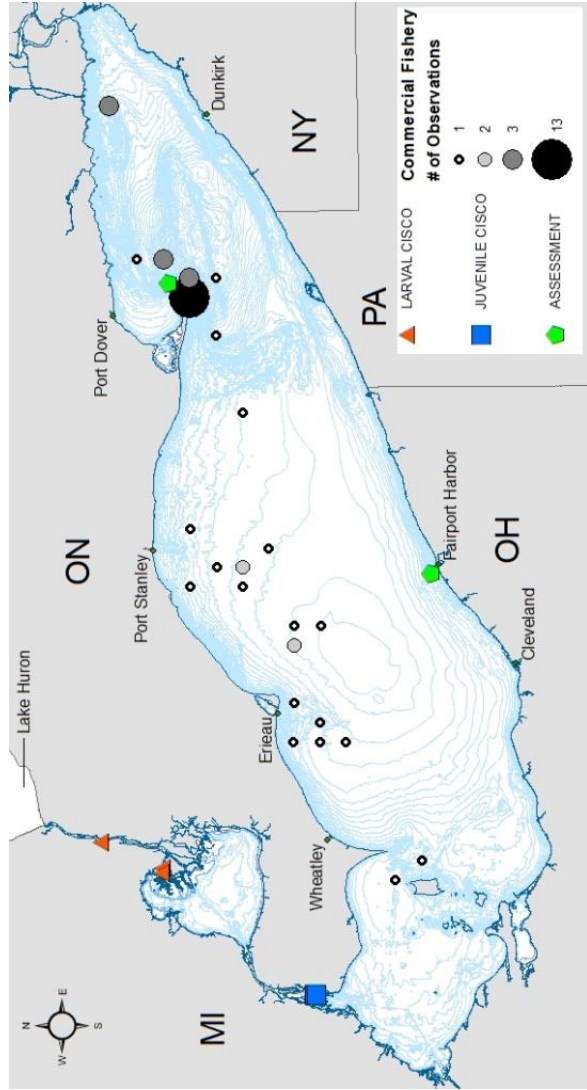 Lake Huron
ON
MI
Port Dover
Port Stanley
Erieau
Wheatley
Dunkirk
NY
PA
Fairport Harbor
OH
Cleveland
N
W
E
S
LARVAL CISCO
JUVENILE CISCO
ASSESSMENT
Commercial Fishery
# of Observations
1
2
3
13